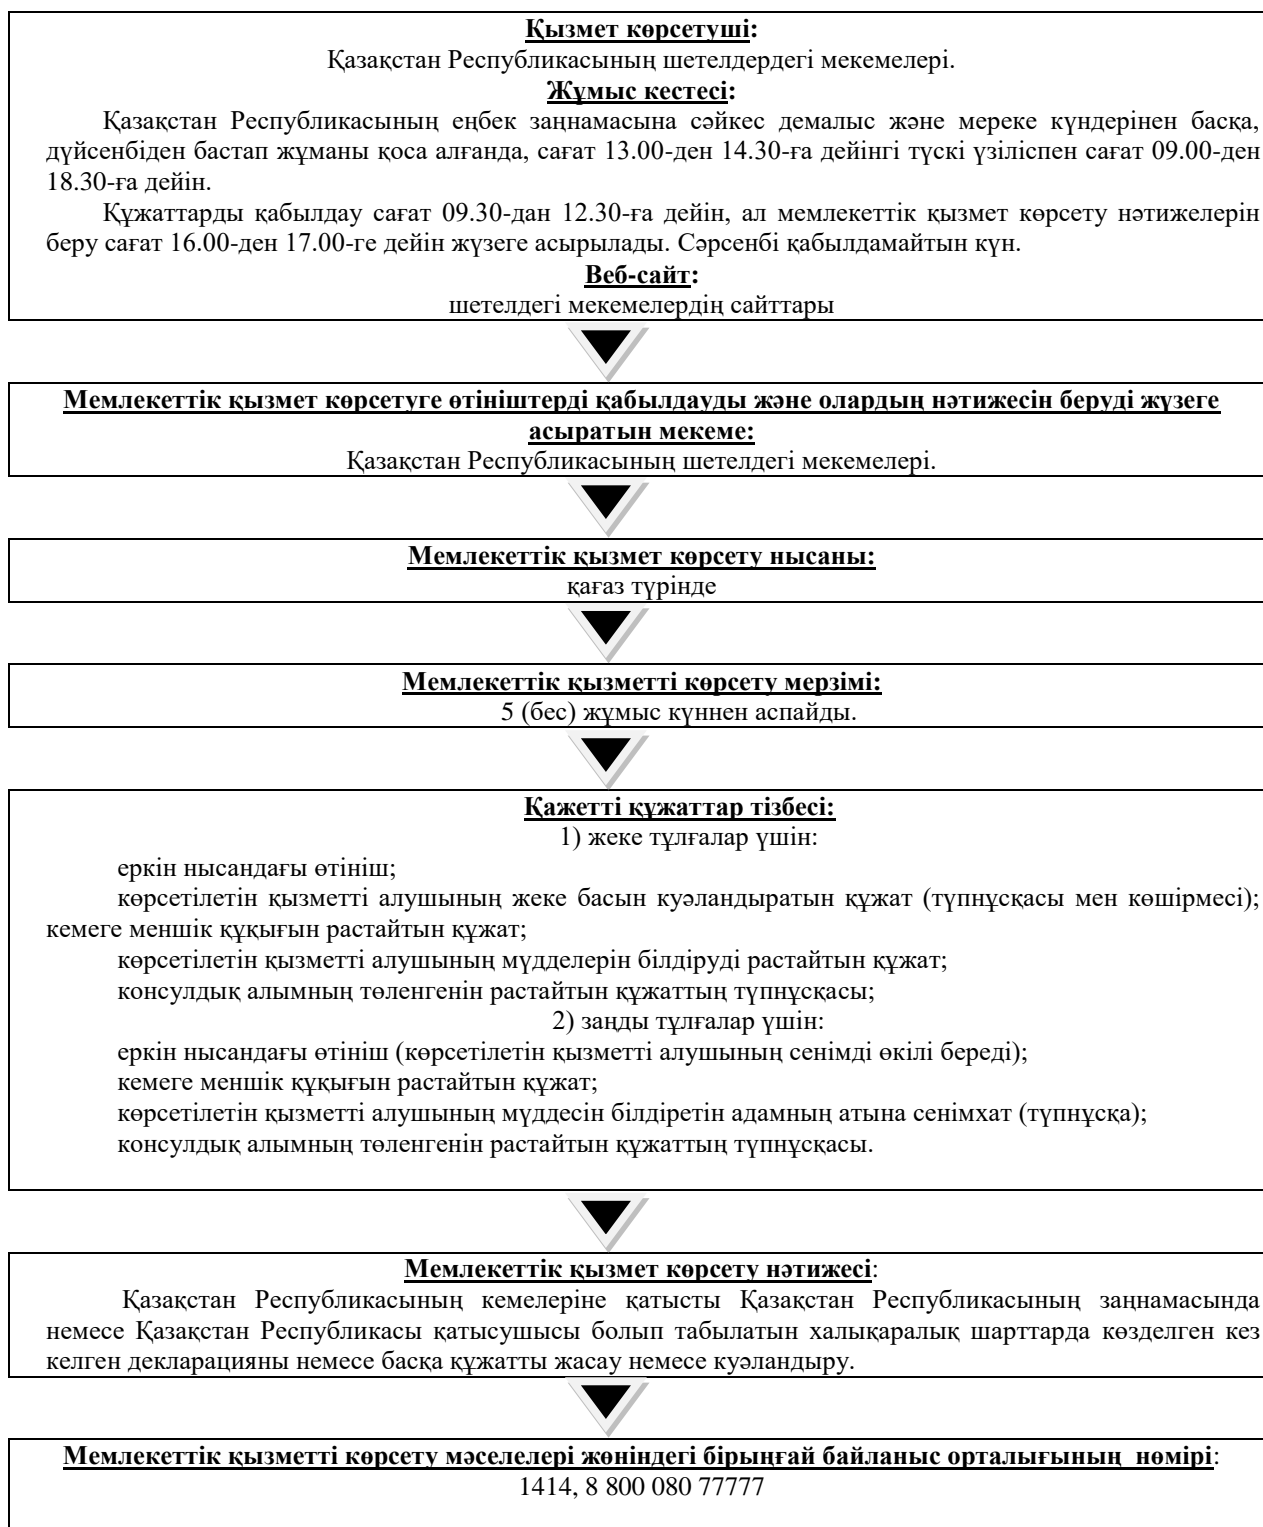 Қызмет көрсетуші:
Қазақстан Республикасының шетелдердегі мекемелері.
Жұмыс кестесі:
Қазақстан Республикасының еңбек заңнамасына сәйкес демалыс және мереке күндерінен басқа,
дүйсенбіден бастап жұманы қоса алғанда, сағат 13.00-ден 14.30-ға дейінгі түскі үзіліспен сағат 09.00-ден
18.30-ға дейін.
Құжаттарды қабылдау сағат 09.30-дан 12.30-ға дейін, ал мемлекеттік қызмет көрсету нәтижелерін
беру сағат 16.00-ден 17.00-ге дейін жүзеге асырылады. Сәрсенбі қабылдамайтын күн.
Веб-сайт:
шетелдегі мекемелердің сайттары
Мемлекеттік қызмет көрсетуге өтініштерді қабылдауды және олардың нәтижесін беруді жүзеге
асыратын мекеме:
Қазақстан Республикасының шетелдегі мекемелері.
Мемлекеттік қызмет көрсету нысаны:
қағаз түрінде
Мемлекеттік қызметті көрсету мерзімі:
5 (бес) жұмыс күннен аспайды.
Қажетті құжаттар тізбесі:
1) жеке тұлғалар үшін:
еркін нысандағы өтініш;
көрсетілетін қызметті алушының жеке басын куәландыратын құжат (түпнұсқасы мен көшірмесі);
кемеге меншік құқығын растайтын құжат;
көрсетілетін қызметті алушының мүдделерін білдіруді растайтын құжат;
консулдық алымның төленгенін растайтын құжаттың түпнұсқасы;
2) заңды тұлғалар үшін:
еркін нысандағы өтініш (көрсетілетін қызметті алушының сенімді өкілі береді);
кемеге меншік құқығын растайтын құжат;
көрсетілетін қызметті алушының мүддесін білдіретін адамның атына сенімхат (түпнұсқа);
консулдық алымның төленгенін растайтын құжаттың түпнұсқасы.
Мемлекеттік қызмет көрсету нәтижесі:
Қазақстан Республикасының кемелеріне қатысты Қазақстан Республикасының заңнамасында
немесе Қазақстан Республикасы қатысушысы болып табылатын халықаралық шарттарда көзделген кез
келген декларацияны немесе басқа құжатты жасау немесе куәландыру.
Мемлекеттік қызметті көрсету мәселелері жөніндегі бірыңғай байланыс орталығының нөмірі:
1414, 8 800 080 77777